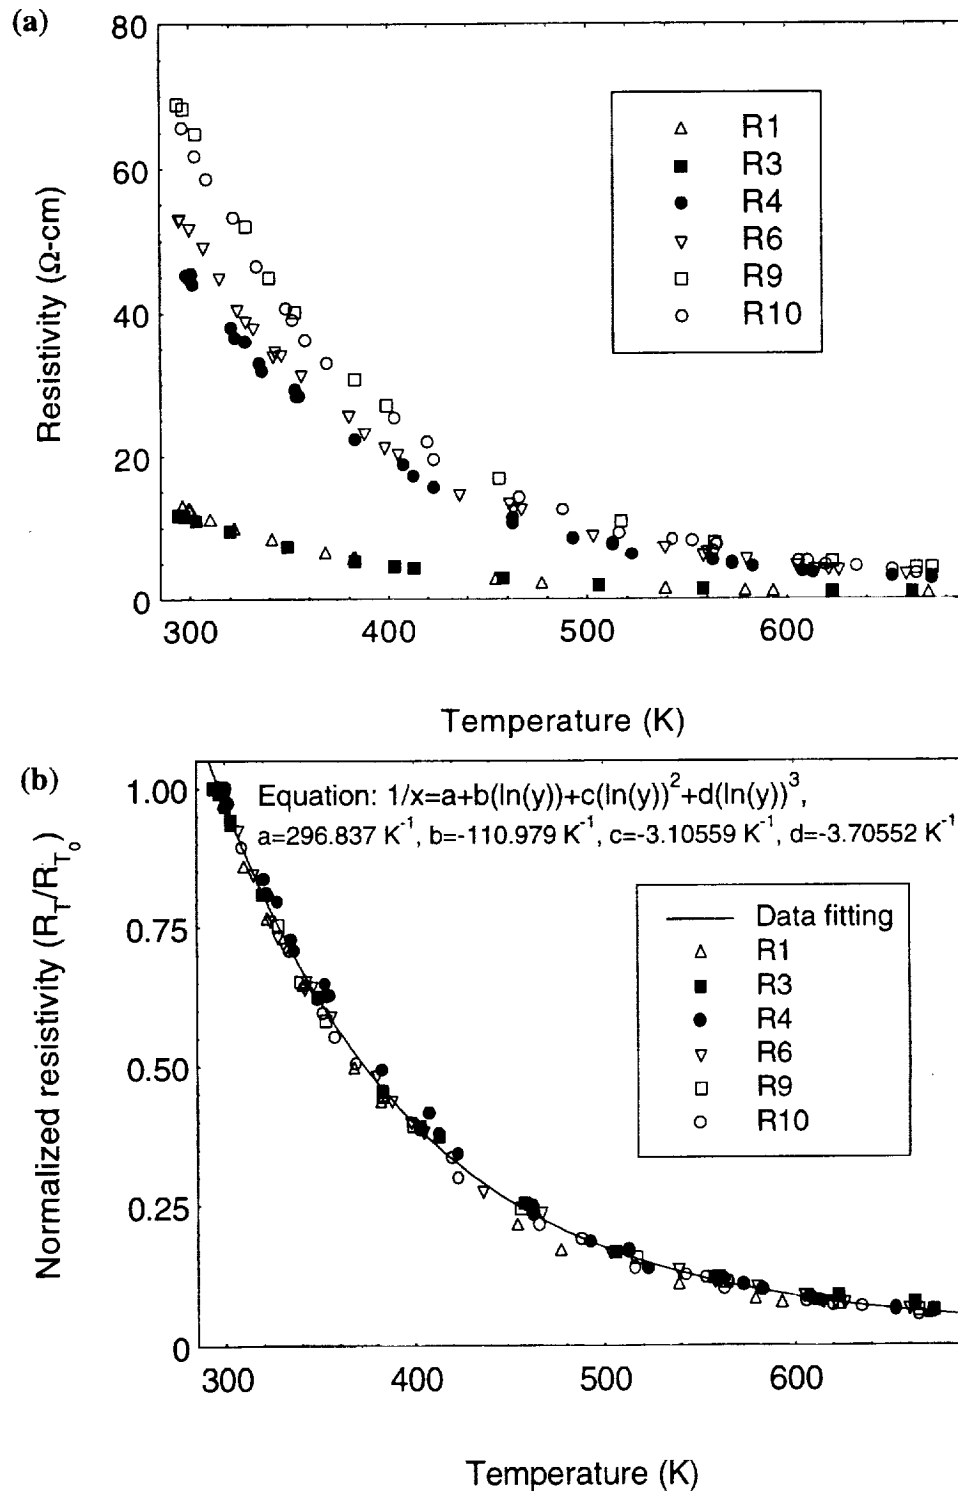 (a)
80
60
40
20
0
Resistivity (Ω-cm)
R1
R3
R4
R6
R9
R10
300 400 500 600
Temperature (K)
(b)
Equation: 1/x=a+b(ln(y))+c(ln(y))²+d(ln(y))³,
a=296.837 K⁻¹, b=-110.979 K⁻¹, c=-3.10559 K⁻¹, d=-3.70552 K⁻¹
1.00
0.75
0.50
0.25
0
Normalized resistivity (R_T/R_T₀)
Data fitting
R1
R3
R4
R6
R9
R10
300 400 500 600
Temperature (K)